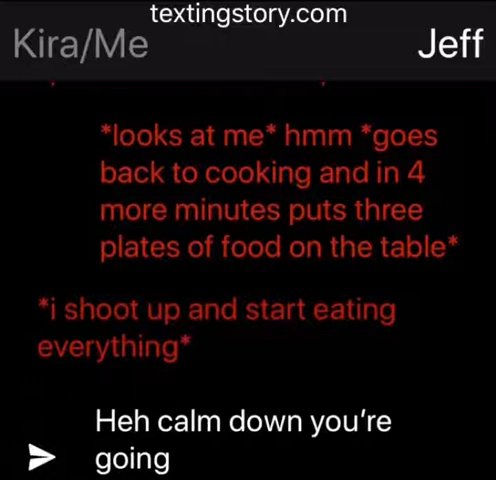 textingstory.com
Kira/Me
Jeff
*looks at me* hmm *goes
back to cooking and in 4
more minutes puts three
plates of food on the table*
*i shoot up and start eating
everything*
Heh calm down you’re
going